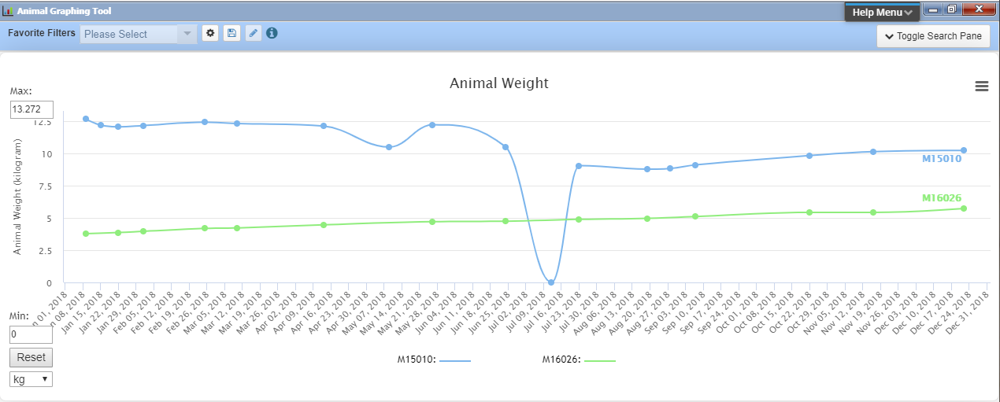 Animal Graphing Tool
Help Menu
Favorite Filters
Please Select
Toggle Search Pane
Animal Weight
Max:
13.272
12.5
10
7.5
5
2.5
0
Animal Weight (kilogram)
M15010
M16026
01, 2018
08, 2018
Jan 15, 2018
Jan 22, 2018
Jan 29, 2018
Feb 05, 2018
Feb 12, 2018
Feb 19, 2018
Feb 26, 2018
Mar 05, 2018
Mar 12, 2018
Mar 19, 2018
Mar 26, 2018
Apr 02, 2018
Apr 09, 2018
Apr 16, 2018
Apr 23, 2018
Apr 30, 2018
May 07, 2018
May 14, 2018
May 21, 2018
May 28, 2018
Jun 04, 2018
Jun 11, 2018
Jun 18, 2018
Jun 25, 2018
Jul 02, 2018
Jul 09, 2018
Jul 16, 2018
Jul 23, 2018
Jul 30, 2018
Aug 06, 2018
Aug 13, 2018
Aug 20, 2018
Aug 27, 2018
Sep 03, 2018
Sep 10, 2018
Sep 17, 2018
Sep 24, 2018
Oct 01, 2018
Oct 08, 2018
Oct 15, 2018
Oct 22, 2018
Oct 29, 2018
Nov 05, 2018
Nov 12, 2018
Nov 19, 2018
Nov 26, 2018
Dec 03, 2018
Dec 10, 2018
Dec 17, 2018
Dec 24, 2018
Dec 31, 2018
Min:
0
Reset
kg
M15010:
M16026: